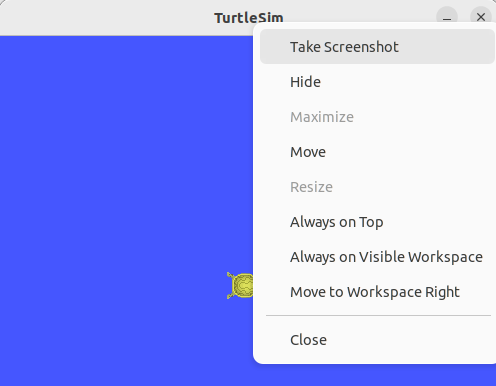 TurtleSim
Take Screenshot
Hide
Maximize
Move
Resize
Always on Top
Always on Visible Workspace
Move to Workspace Right
Close